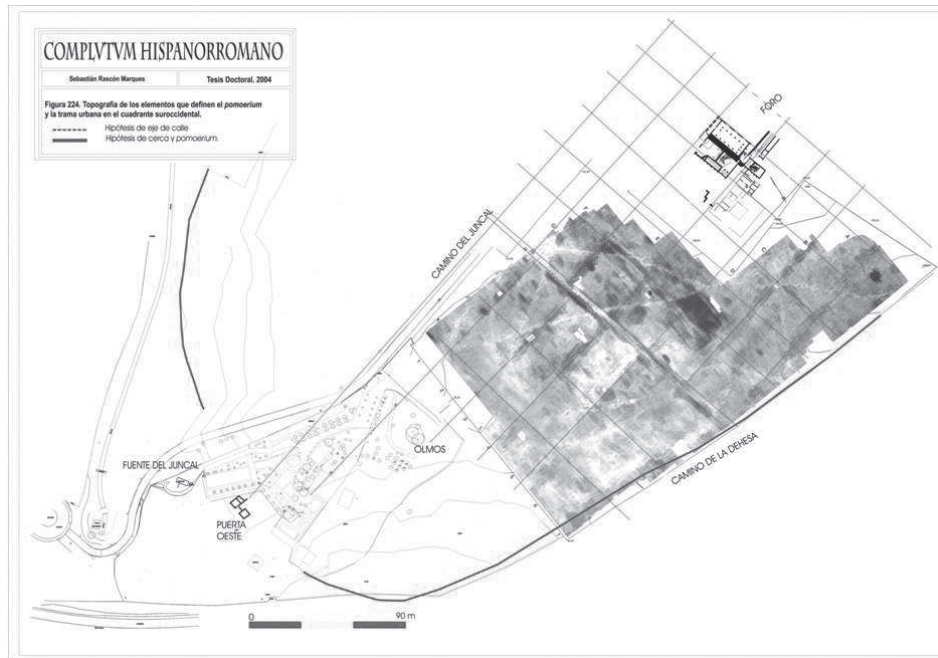 COMPLVTVM HISPANORROMANO
Sebastián Rascón Marques Tesis Doctoral. 2004
Figura 224. Topografía de los elementos que definen el pomoerium
y la trama urbana en el cuadrante suroccidental.
Hipótesis de eje de calle
Hipótesis de cerca y pomoerium.
FORO
CAMINO DEL JUNCAL
OLMOS
CAMINO DE LA DEHESA
FUENTE DEL JUNCAL
PUERTA
OESTE
0 90 m